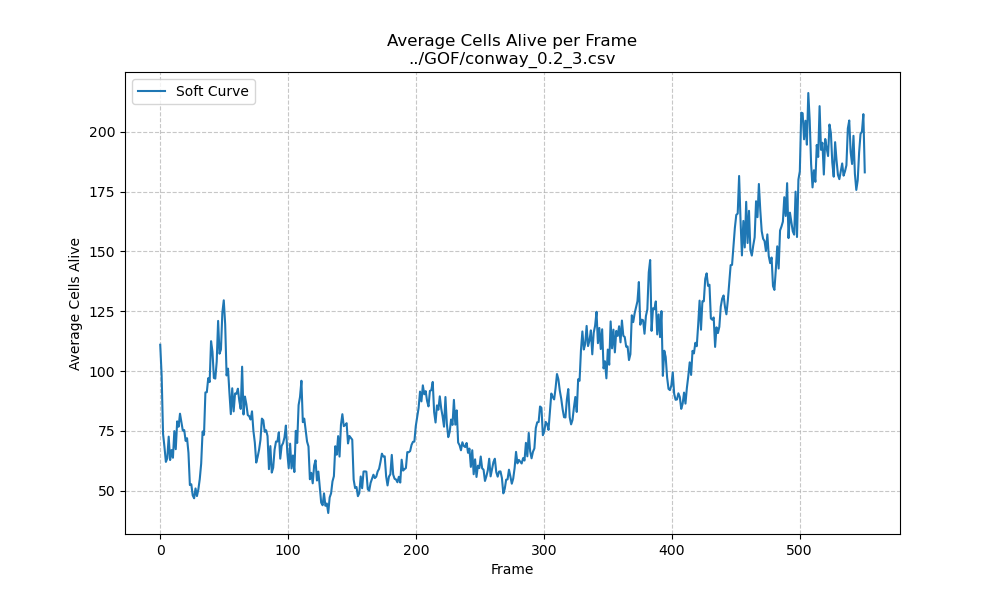 Average Cells Alive per Frame
../GOF/conway_0.2_3.csv
Soft Curve
200
175
150
125
100
75
50
Average Cells Alive
0 100 200 300 400 500
Frame